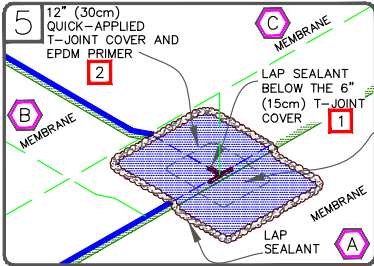 5
12" (30cm)
QUICK-APPLIED
T-JOINT COVER AND
EPDM PRIMER
2
C
MEMBRANE
LAP SEALANT
BELOW THE 6"
(15cm) T-JOINT
COVER
1
B
MEMBRANE
MEMBRANE
LAP
SEALANT
A